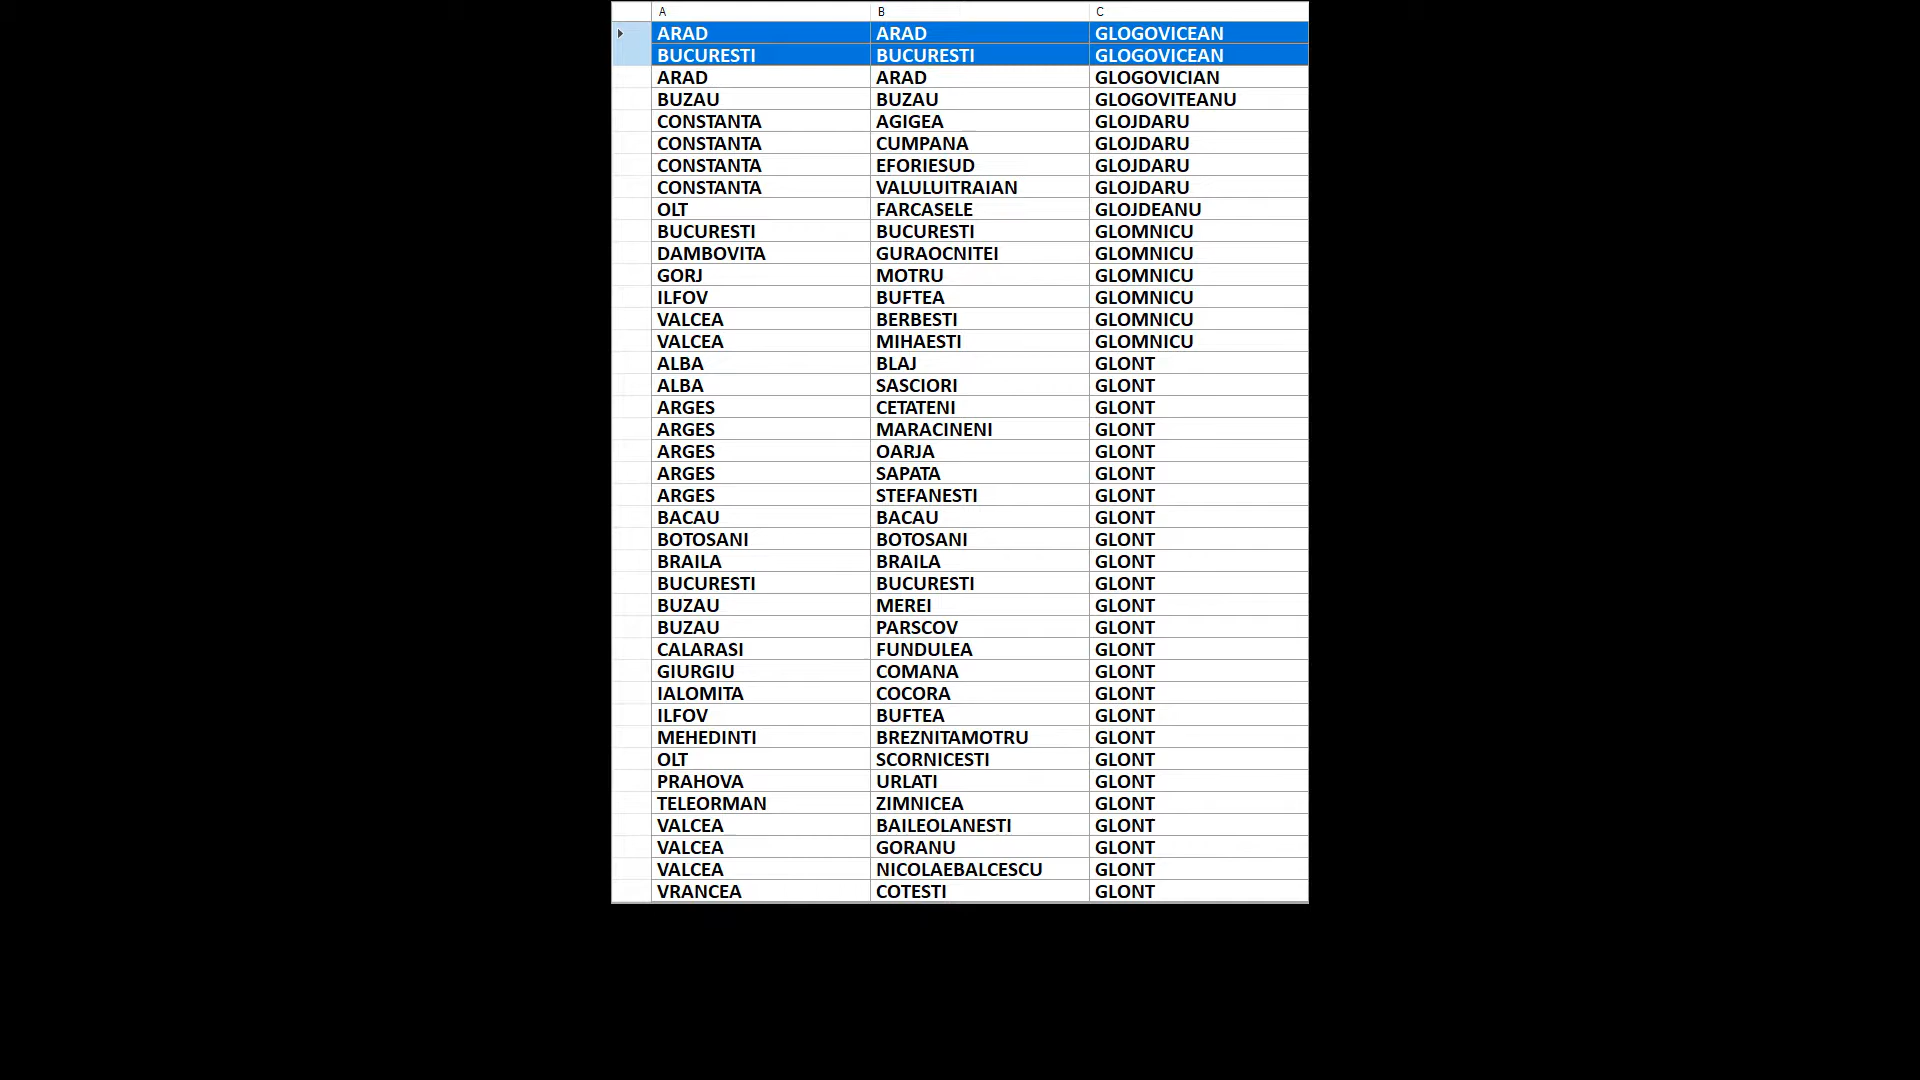 A B C
ARAD ARAD GLOGOVICEAN
BUCURESTI BUCURESTI GLOGOVICEAN
ARAD ARAD GLOGOVICIAN
BUZAU BUZAU GLOGOVITEANU
CONSTANTA AGIGEA GLOJDARU
CONSTANTA CUMPANA GLOJDARU
CONSTANTA EFORIESUD GLOJDARU
CONSTANTA VALULUITRAIAN GLOJDARU
OLT FARCASELE GLOJDEANU
BUCURESTI BUCURESTI GLOMNICU
DAMBOVITA GURAOCNITEI GLOMNICU
GORJ MOTRU GLOMNICU
ILFOV BUFTEA GLOMNICU
VALCEA BERBESTI GLOMNICU
VALCEA MIHAESTI GLOMNICU
ALBA BLAJ GLONT
ALBA SASCIORI GLONT
ARGES CETATENI GLONT
ARGES MARACINENI GLONT
ARGES OARJA GLONT
ARGES SAPATA GLONT
ARGES STEFANESTI GLONT
BACAU BACAU GLONT
BOTOSANI BOTOSANI GLONT
BRAILA BRAILA GLONT
BUCURESTI BUCURESTI GLONT
BUZAU MEREI GLONT
BUZAU PARSCOV GLONT
CALARASI FUNDULEA GLONT
GIURGIU COMANA GLONT
IALOMITA COCORA GLONT
ILFOV BUFTEA GLONT
MEHEDINTI BREZNITAMOTRU GLONT
OLT SCORNICESTI GLONT
PRAHOVA URLATI GLONT
TELEORMAN ZIMNICEA GLONT
VALCEA BAILEOLANESTI GLONT
VALCEA GORANU GLONT
VALCEA NICOLAEBALCESCU GLONT
VRANCEA COTESTI GLONT